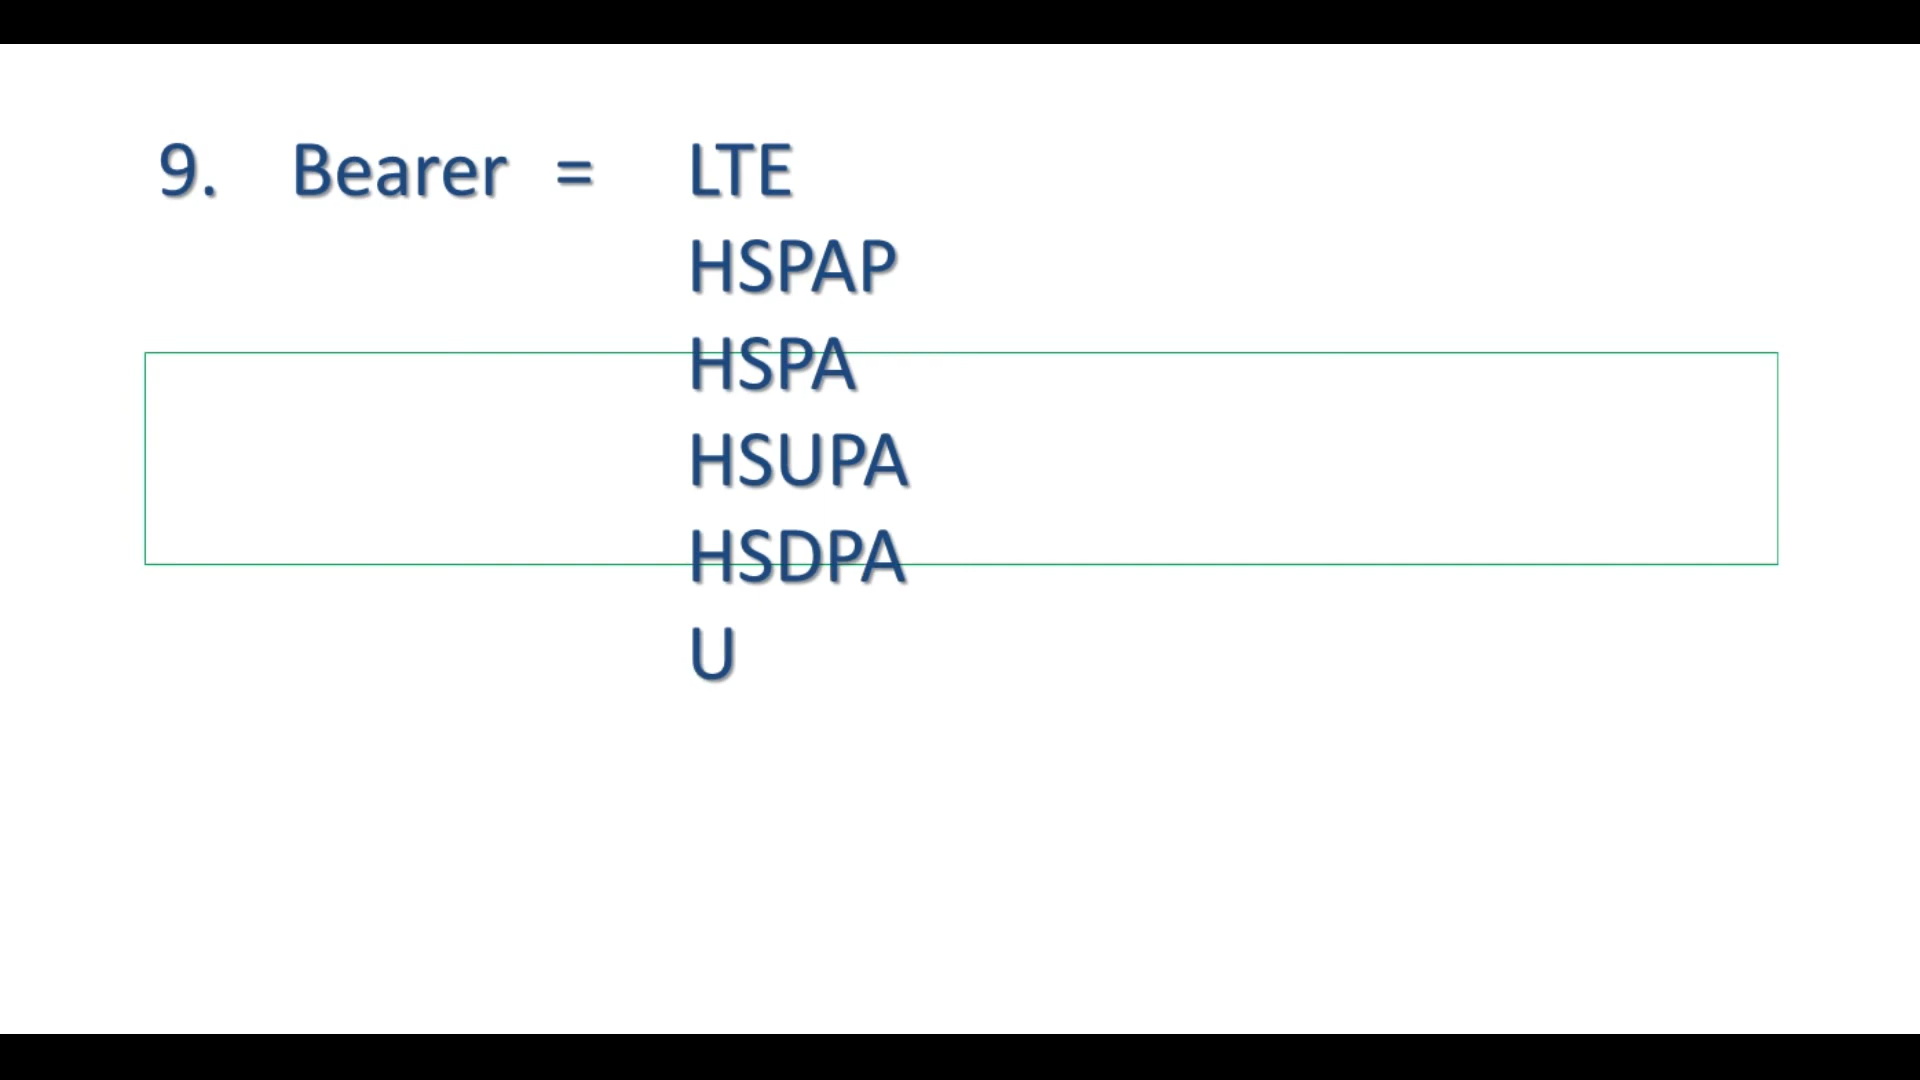 9. Bearer = LTE
HSPAP
HSPA
HSUPA
HSDPA
U